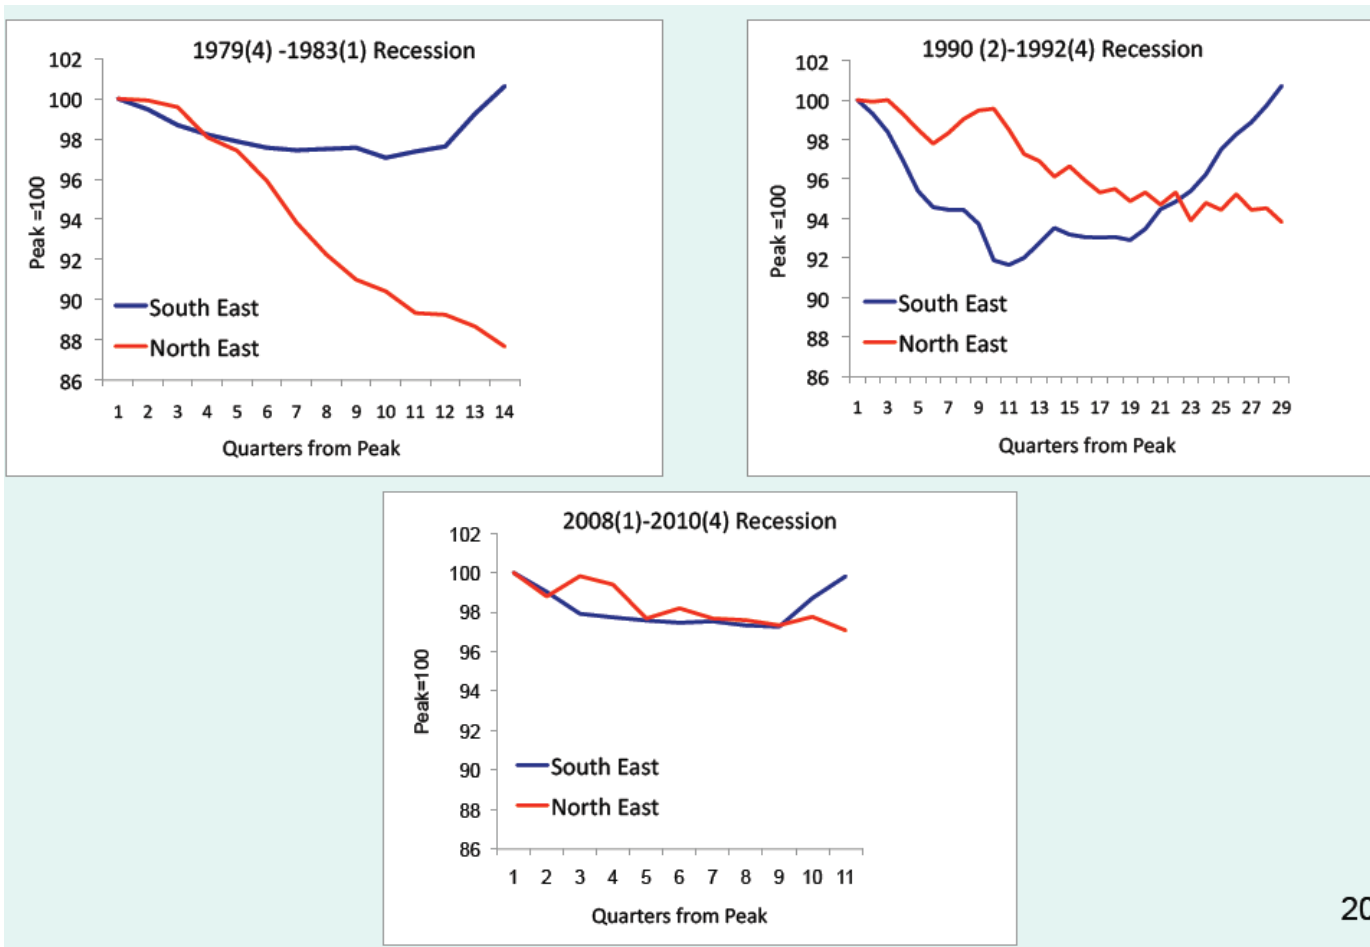 1979(4) -1983(1) Recession
102
100
98
96
94
92
90
88
86
Peak =100
South East
North East
1 2 3 4 5 6 7 8 9 10 11 12 13 14
Quarters from Peak
1990 (2)-1992(4) Recession
102
100
98
96
94
92
90
88
86
Peak =100
South East
North East
1 3 5 7 9 11 13 15 17 19 21 23 25 27 29
Quarters from Peak
2008(1)-2010(4) Recession
102
100
98
96
94
92
90
88
86
Peak=100
South East
North East
1 2 3 4 5 6 7 8 9 10 11
Quarters from Peak
20